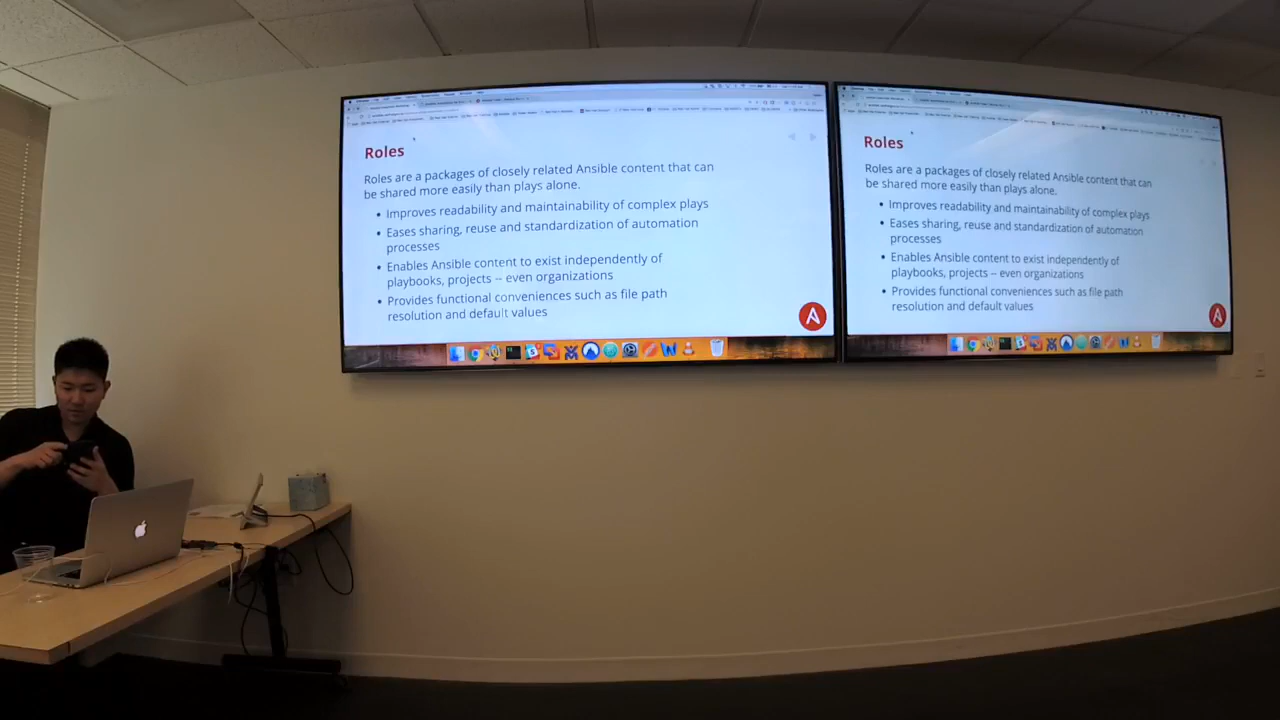 Roles
Roles are a packages of closely related Ansible content that can
be shared more easily than plays alone.
• Improves readability and maintainability of complex plays
• Eases sharing, reuse and standardization of automation
processes
• Enables Ansible content to exist independently of
playbooks, projects -- even organizations
• Provides functional conveniences such as file path
resolution and default values
Roles
Roles are a packages of closely related Ansible content that can
be shared more easily than plays alone.
• Improves readability and maintainability of complex plays
• Eases sharing, reuse and standardization of automation
processes
• Enables Ansible content to exist independently of
playbooks, projects -- even organizations
• Provides functional conveniences such as file path
resolution and default values